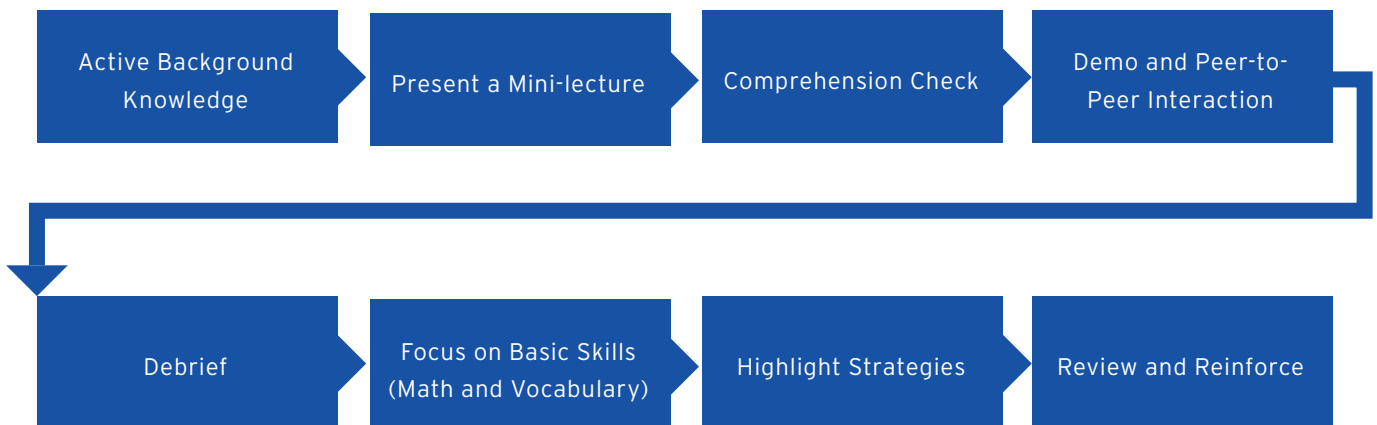 Active Background
Knowledge
Present a Mini-lecture
Comprehension Check
Demo and Peer-to-
Peer Interaction
Debrief
Focus on Basic Skills
(Math and Vocabulary)
Highlight Strategies
Review and Reinforce